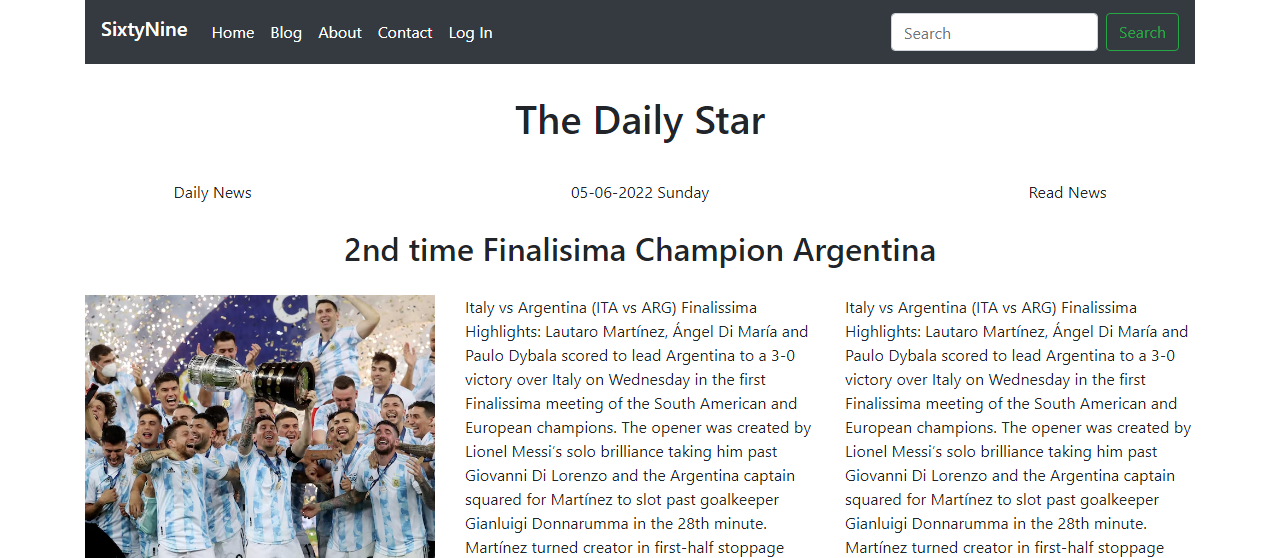 SixtyNine Home Blog About Contact Log In Search Search
The Daily Star
Daily News 05-06-2022 Sunday Read News
2nd time Finalisima Champion Argentina
Italy vs Argentina (ITA vs ARG) Finalissima
Highlights: Lautaro Martínez, Ángel Di María and
Paulo Dybala scored to lead Argentina to a 3-0
victory over Italy on Wednesday in the first
Finalissima meeting of the South American and
European champions. The opener was created by
Lionel Messi’s solo brilliance taking him past
Giovanni Di Lorenzo and the Argentina captain
squared for Martínez to slot past goalkeeper
Gianluigi Donnarumma in the 28th minute.
Martínez turned creator in first-half stoppage
Italy vs Argentina (ITA vs ARG) Finalissima
Highlights: Lautaro Martínez, Ángel Di María and
Paulo Dybala scored to lead Argentina to a 3-0
victory over Italy on Wednesday in the first
Finalissima meeting of the South American and
European champions. The opener was created by
Lionel Messi’s solo brilliance taking him past
Giovanni Di Lorenzo and the Argentina captain
squared for Martínez to slot past goalkeeper
Gianluigi Donnarumma in the 28th minute.
Martínez turned creator in first-half stoppage